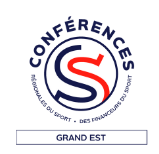 CONFÉRENCES
RÉGIONALES DU SPORT • DES FINANCEURS DU SPORT
GRAND EST